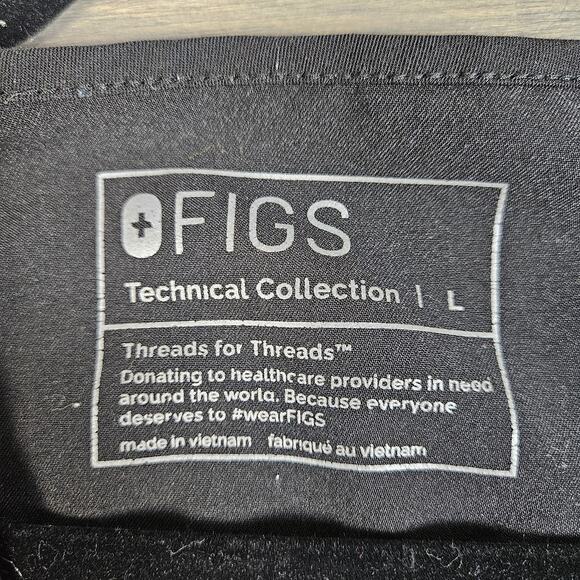 FIGS
Technical Collection | L
Threads for Threads™
Donating to healthcare providers in need
around the world. Because everyone
deserves to #wearFIGS
made in vietnam fabriqué au vietnam